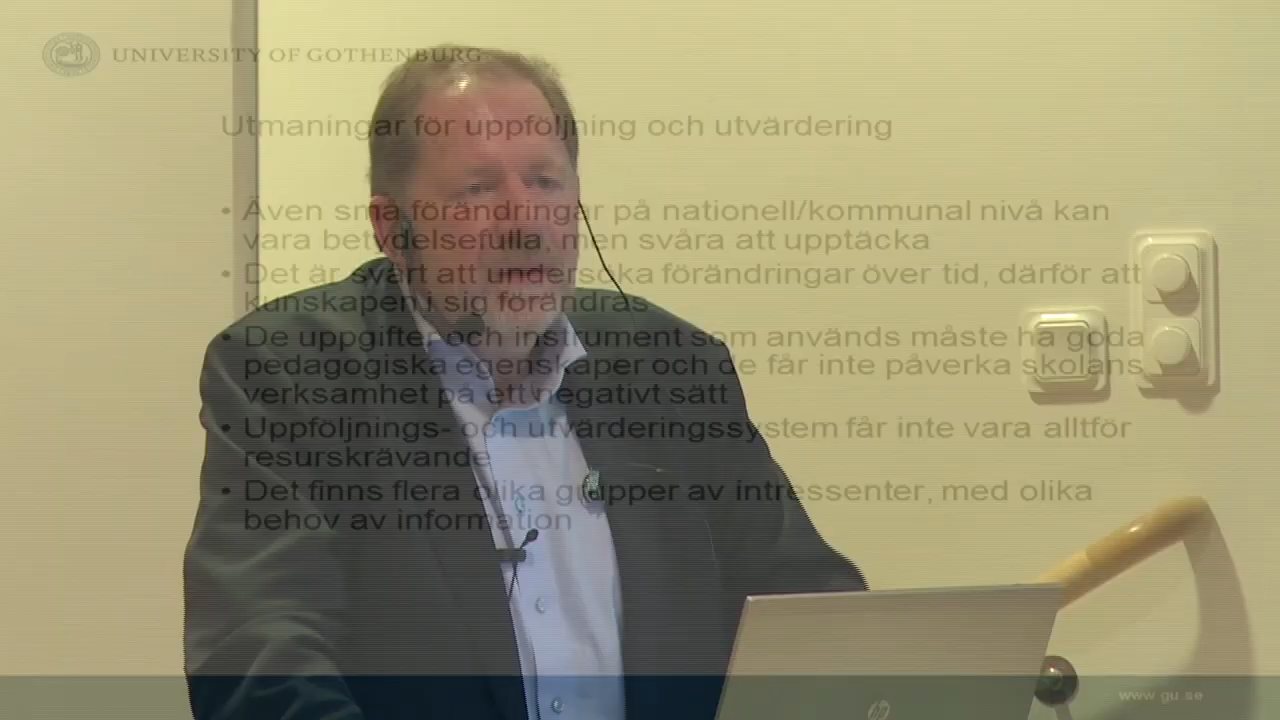 UNIVERSITY OF GOTHENBURG
Utmaningar för uppföljning och utvärdering
• Även små förändringar på nationell/kommunal nivå kan
vara betydelsefulla, men svåra att upptäcka
• Det är svårt att undersöka förändringar över tid, därför att
kunskapen i sig förändras
• De uppgifter och instrument som används måste ha goda
pedagogiska egenskaper och de får inte påverka skolans
verksamhet på ett negativt sätt
• Uppföljnings- och utvärderingssystem får inte vara alltför
resurskrävande
• Det finns flera olika grupper av intressenter, med olika
behov av information
www.gu.se
hp